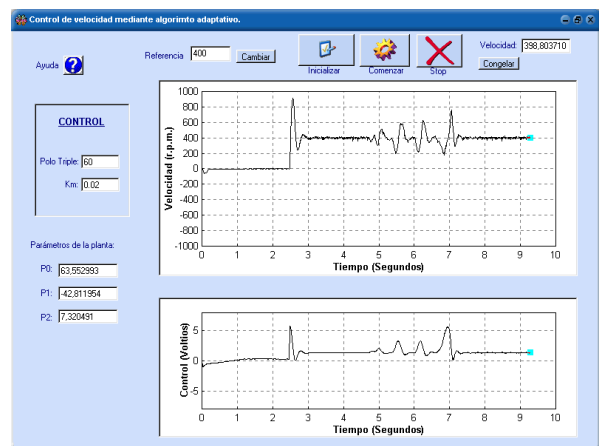 Control de velocidad mediante algorimto adaptativo.
Ayuda
Referencia 400 Cambiar
Inicializar
Comenzar
Stop
Velocidad: 398,803710
Congelar
CONTROL
Polo Triple: 60
Km: 0.02
Parámetros de la planta:
P0: 63,552993
P1: -42,811954
P2: 7,320491
Velocidad (r.p.m.)
1000
800
600
400
200
0
-200
-400
-600
-800
-1000
0 1 2 3 4 5 6 7 8 9 10
Tiempo (Segundos)
Control (Voltios)
5
0
-5
0 1 2 3 4 5 6 7 8 9 10
Tiempo (Segundos)